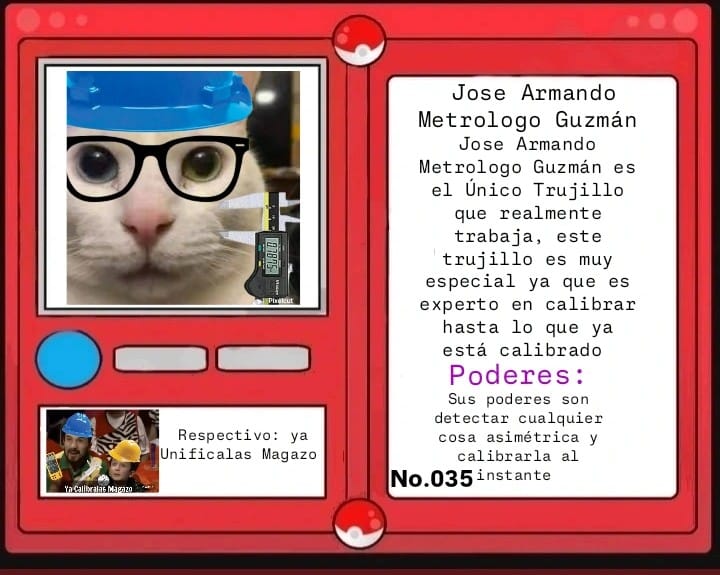 Jose Armando
Metrologo Guzmán
Jose Armando
Metrologo Guzmán es
el Único Trujillo
que realmente
trabaja, este
trujillo es muy
especial ya que es
experto en calibrar
hasta lo que ya
está calibrado
Poderes:
Sus poderes son
detectar cualquier
cosa asimétrica y
calibrarla al
instante
No.035
Pixelcut
Respectivo: ya
Unificalas Magazo
Ya Calibralas Magazo